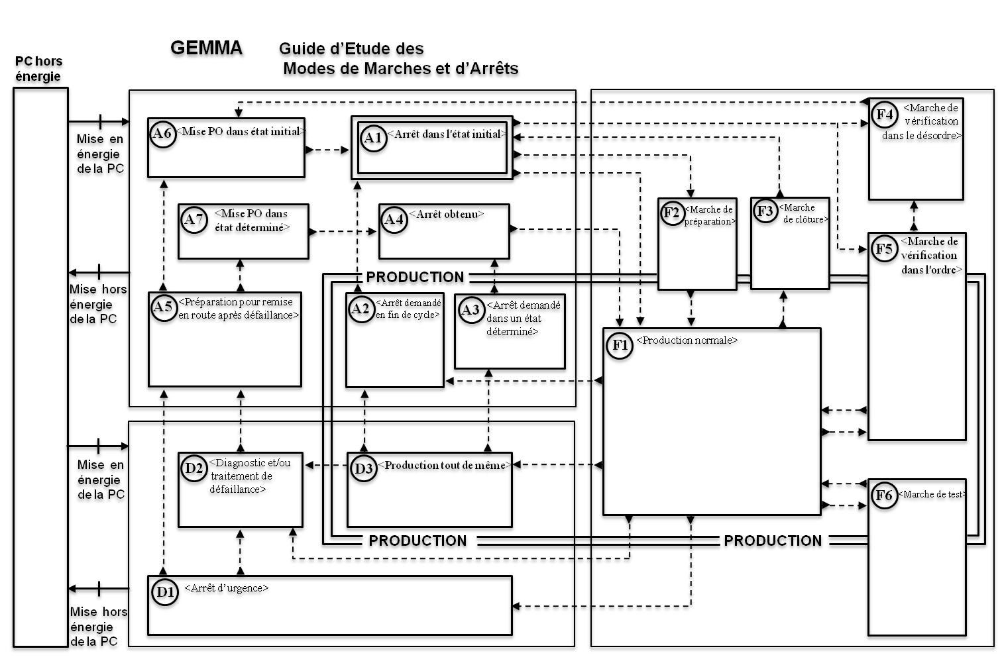 GEMMA
Guide d’Etude des
Modes de Marches et d’Arrêts
PC hors
énergie
Mise en
énergie
de la PC
Mise hors
énergie
de la PC
Mise en
énergie
de la PC
Mise hors
énergie
de la PC
A6 <Mise PO dans état initial>
A1 <Arrêt dans l'état initial>
A7 <Mise PO dans
état déterminé>
A4 <Arrêt obtenu>
PRODUCTION
A5 <Préparation pour remise
en route après défaillance>
A2 <Arrêt demandé
en fin de cycle>
A3 <Arrêt demandé
dans un état
déterminé>
F4 <Marche de
vérification
dans le désordre>
F2 <Marche de
préparation>
F3 <Marche
de clôture>
F5 <Marche de
vérification
dans l'ordre>
F1 <Production normale>
D2 <Diagnostic et/ou
traitement de
défaillance>
D3 <Production tout de même>
F6 <Marche de test>
PRODUCTION
PRODUCTION
D1 <Arrêt d’urgence>